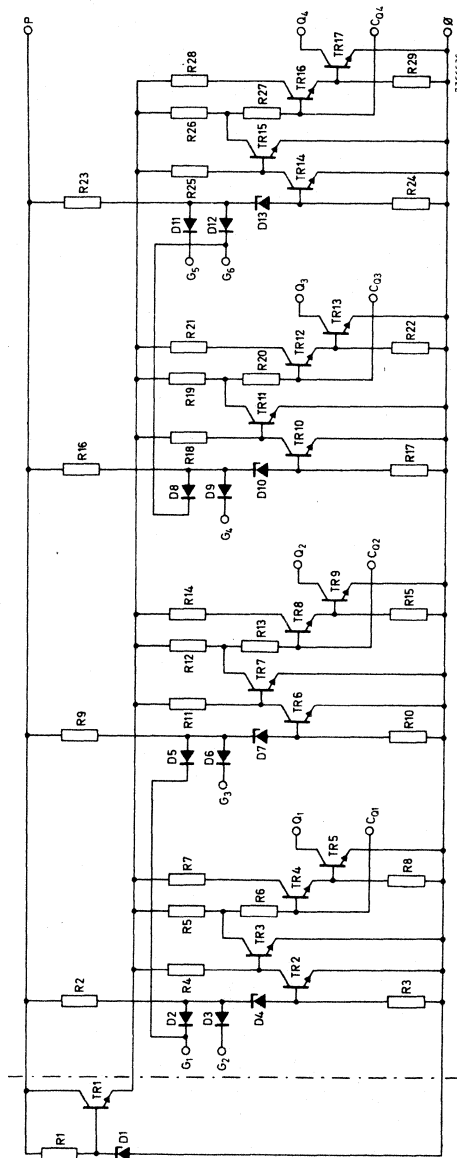 R1
D1
TR1
R2
D2
G1
D3
G2
D4
R3
R4
TR2
TR3
R5
R6
R7
TR4
TR5
R8
Q1
CQ1
R9
D5
D6
G3
D7
R10
R11
TR6
TR7
R12
R13
R14
TR8
TR9
R15
Q2
CQ2
R16
D8
D9
G4
D10
R17
R18
TR10
TR11
R19
R20
R21
TR12
TR13
R22
Q3
CQ3
R23
D11
G5
D12
G6
D13
R24
R25
TR14
TR15
R26
R27
R28
TR16
TR17
R29
Q4
CQ4
P
Ø